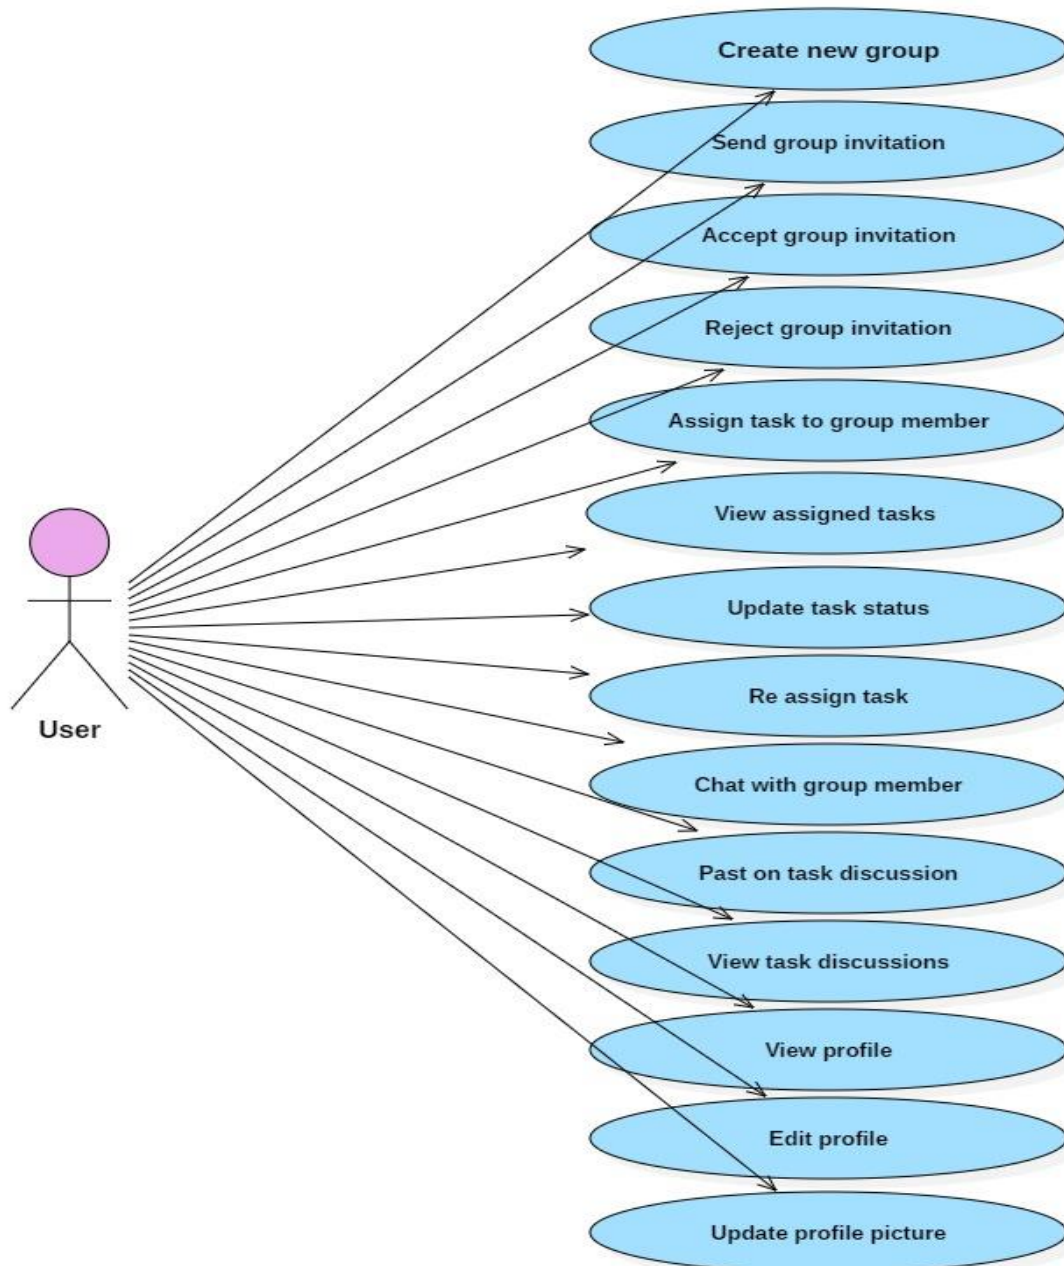 Create new group
Send group invitation
Accept group invitation
Reject group invitation
Assign task to group member
View assigned tasks
Update task status
Re assign task
User
Chat with group member
Past on task discussion
View task discussions
View profile
Edit profile
Update profile picture